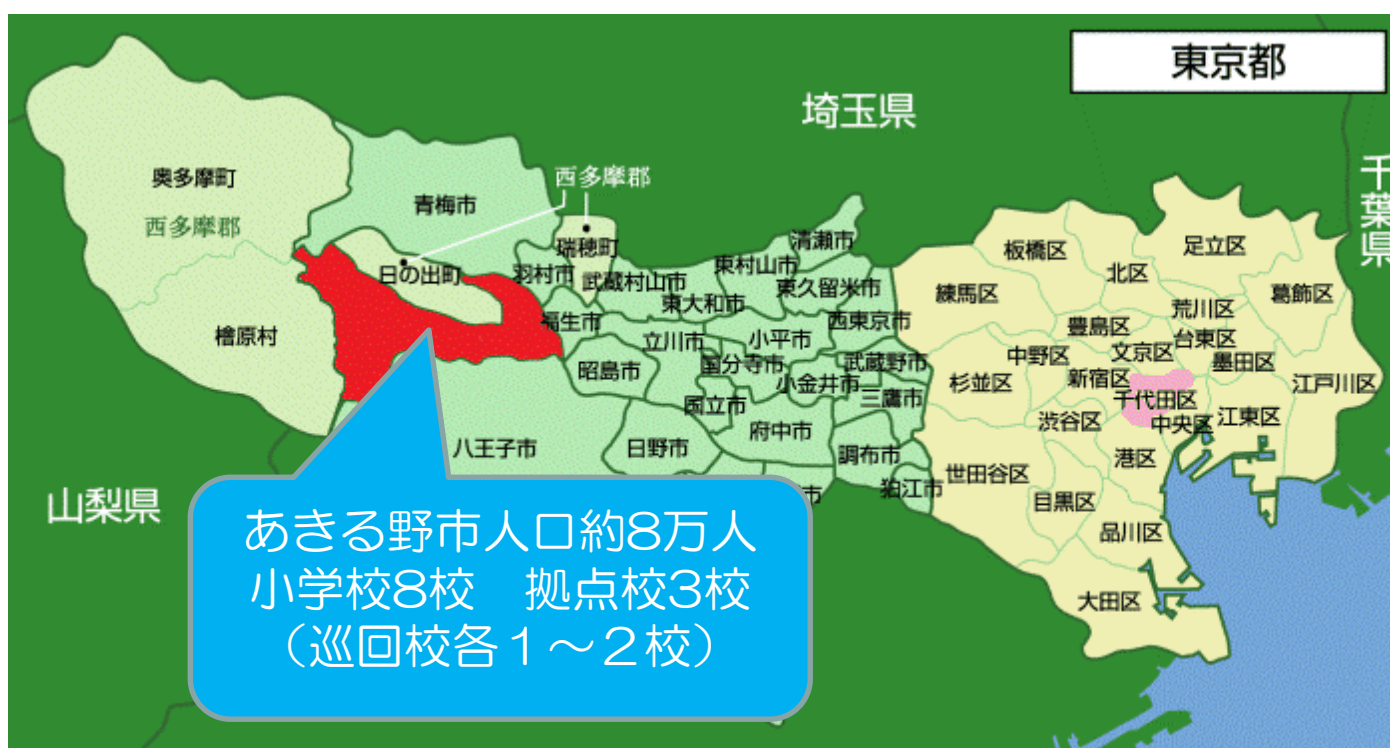 東京都
埼玉県
千葉県
奥多摩町
西多摩郡
青梅市
西多摩郡
瑞穂町
日の出町
羽村市
武蔵村山市
東村山市
清瀬市
東大和市
東久留米市
檜原村
福生市
立川市
小平市
西東京市
昭島市
国分寺市
小金井市
武蔵野市
三鷹市
国立市
府中市
八王子市
日野市
調布市
狛江市
市
板橋区
足立区
北区
練馬区
葛飾区
荒川区
豊島区
台東区
文京区
中野区
墨田区
新宿区
杉並区
千代田区
江戸川区
渋谷区
中央区
江東区
港区
世田谷区
目黒区
品川区
大田区
山梨県
あきる野市人口約8万人
小学校8校　拠点校3校
（巡回校各１～２校）